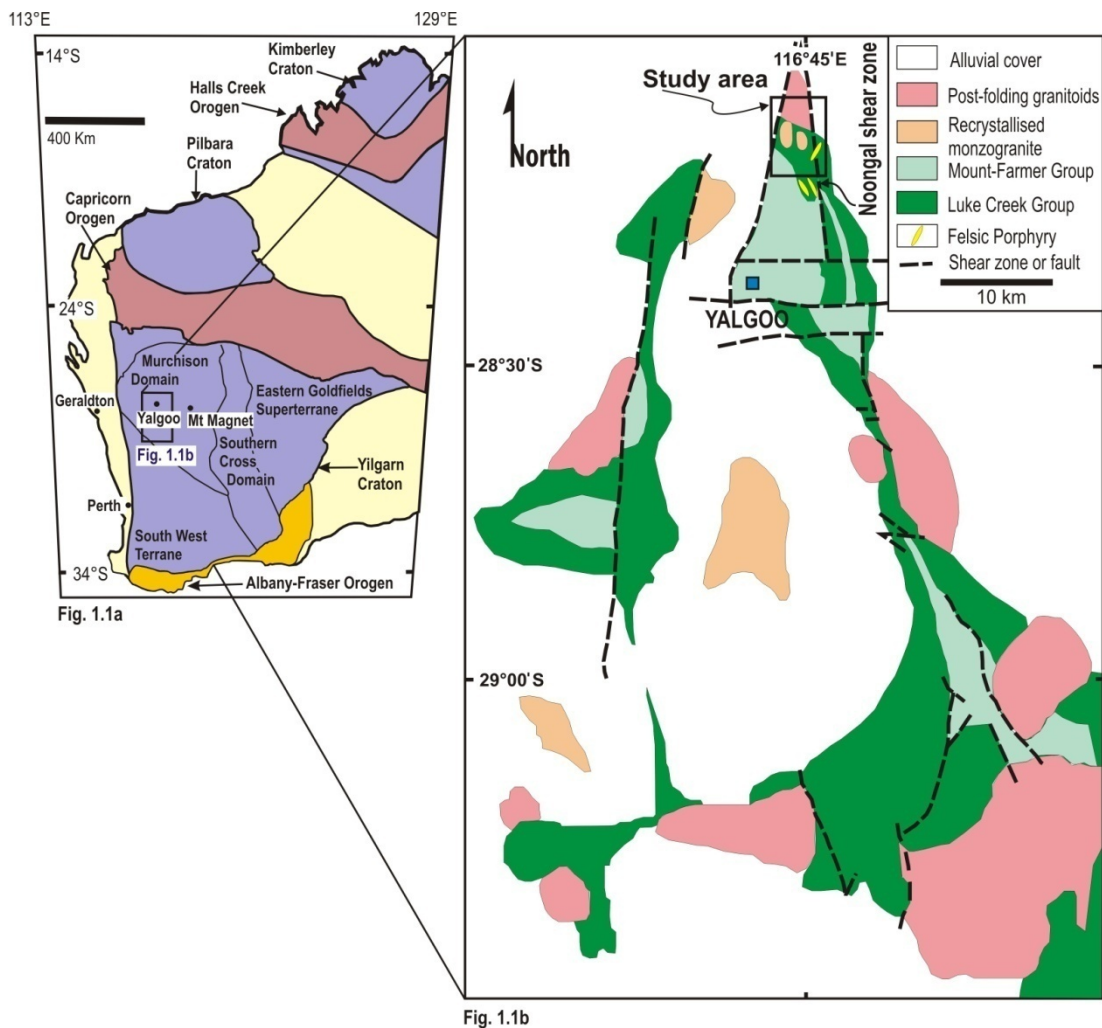 113°E
129°E
14°S
Kimberley
Craton
Halls Creek
Orogen
400 Km
Pilbara
Craton
Capricorn
Orogen
24°S
Murchison
Domain
Geraldton
Yalgoo
Mt Magnet
Eastern Goldfields
Superterrane
Fig. 1.1b
Southern
Cross
Domain
Yilgarn
Craton
Perth
South West
Terrane
34°S
Albany-Fraser Orogen
Fig. 1.1a
116°45'E
Study area
North
Noongal shear zone
YALGOO
28°30'S
29°00'S
Alluvial cover
Post-folding granitoids
Recrystallised
monzogranite
Mount-Farmer Group
Luke Creek Group
Felsic Porphyry
Shear zone or fault
10 km
Fig. 1.1b